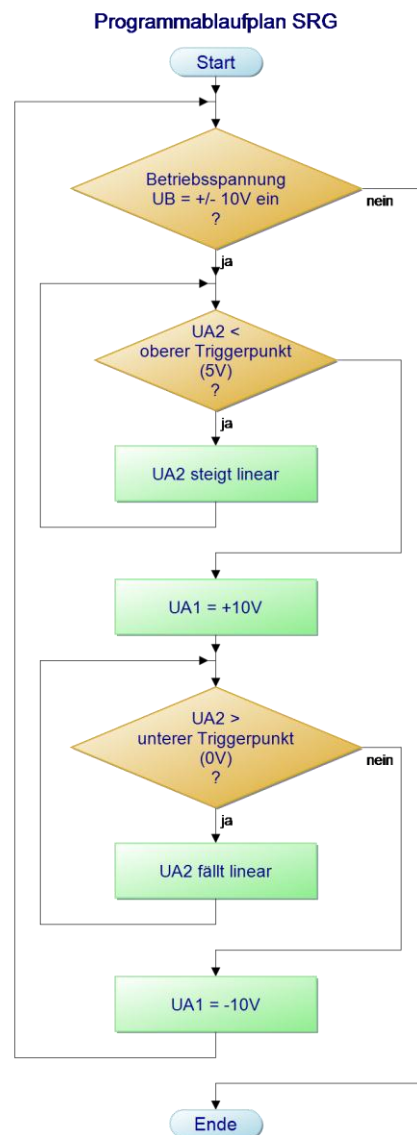 Programmablaufplan SRG
Start
Betriebsspannung
UB = +/- 10V ein
?
nein
ja
UA2 <
oberer Triggerpunkt
(5V)
?
ja
UA2 steigt linear
UA1 = +10V
UA2 >
unterer Triggerpunkt
(0V)
?
nein
ja
UA2 fällt linear
UA1 = -10V
Ende